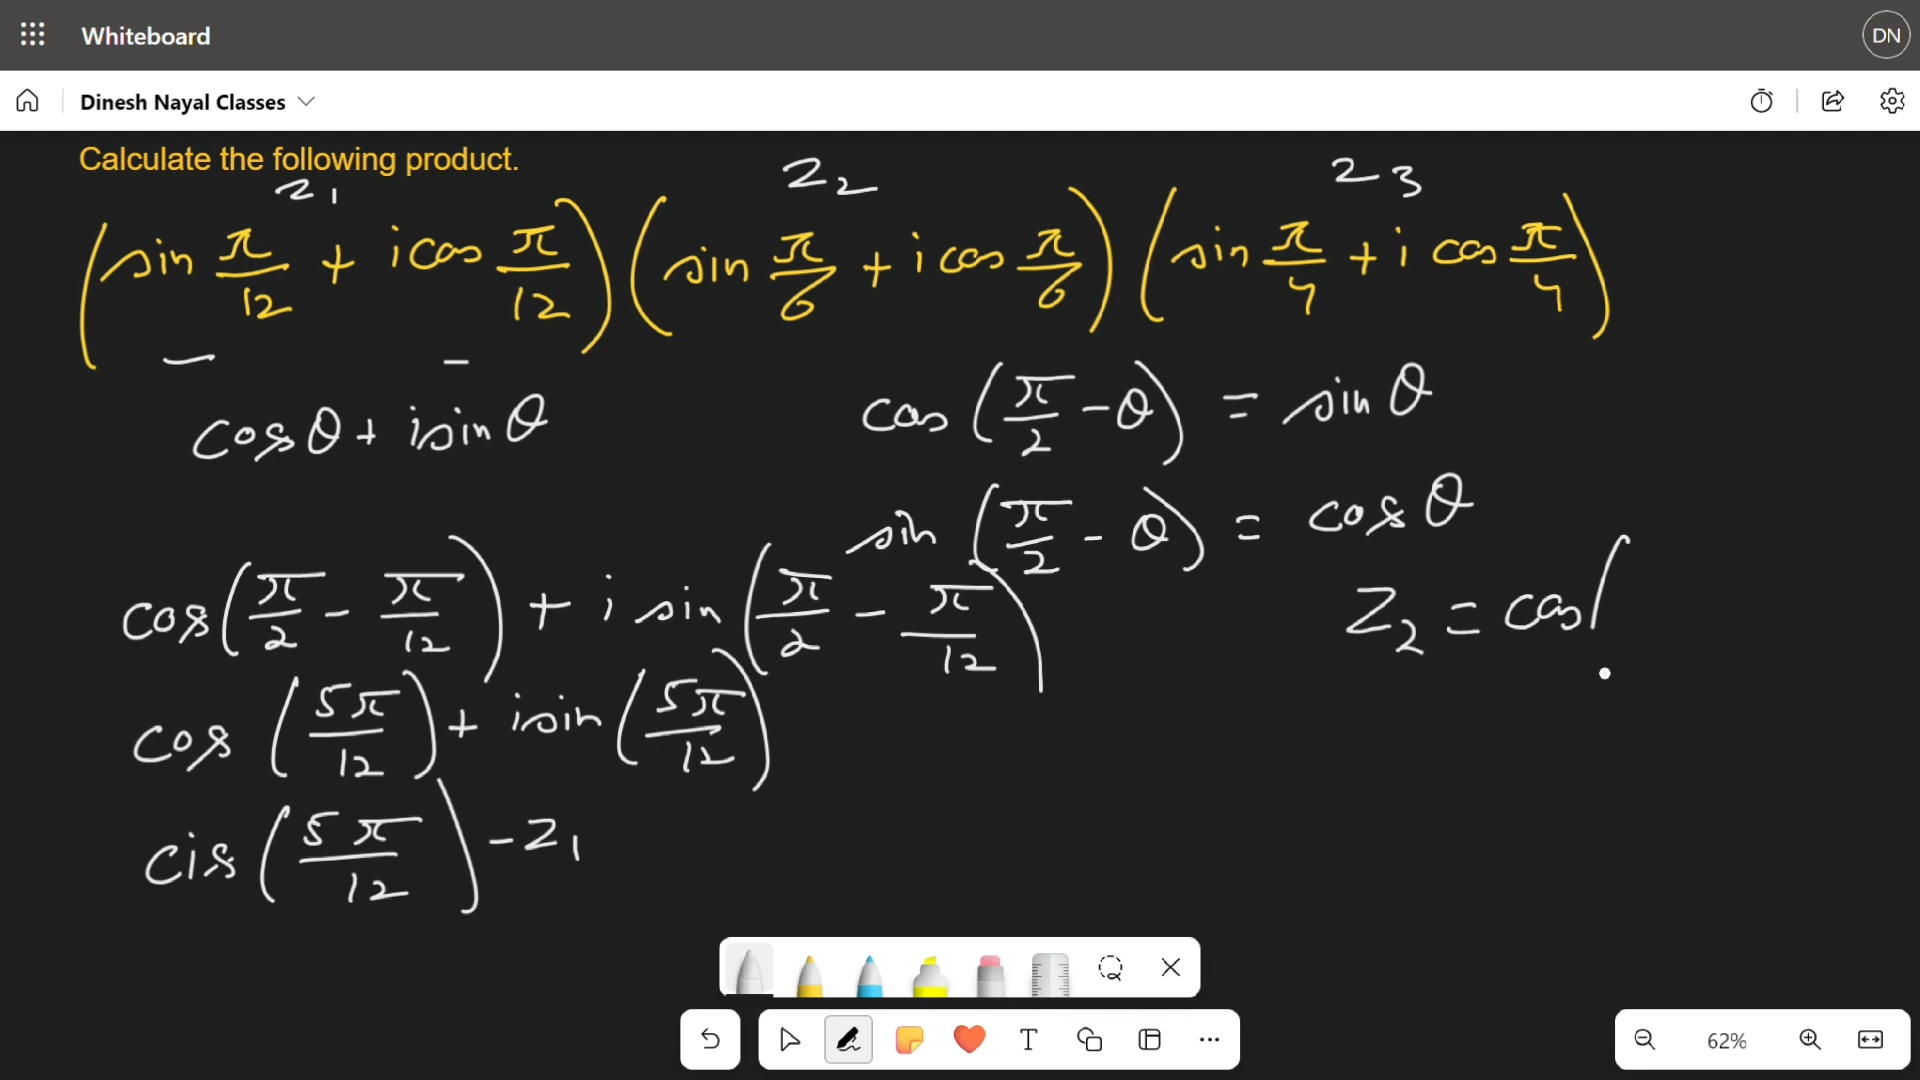 Whiteboard
DN
Dinesh Nayal Classes
Calculate the following product.
z₁ z₂ z₃
(sin π/12 + i cos π/12) (sin π/6 + i cos π/6) (sin π/4 + i cos π/4)
cos θ + i sin θ
cos (π/2 - θ) = sin θ
sin (π/2 - θ) = cos θ
cos (π/2 - π/12) + i sin (π/2 - π/12)
z₂ = cos (
cos (5π/12) + i sin (5π/12)
cis (5π/12) - z₁
T
62%